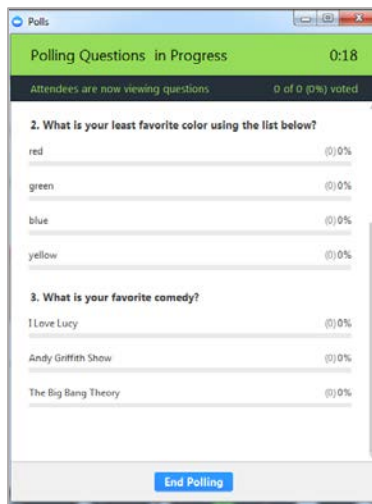 Polls
Polling Questions in Progress 0:18
Attendees are now viewing questions 0 of 0 (0%) voted
2. What is your least favorite color using the list below?
red (0)0%
green (0)0%
blue (0)0%
yellow (0)0%
3. What is your favorite comedy?
I Love Lucy (0)0%
Andy Griffith Show (0)0%
The Big Bang Theory (0)0%
End Polling